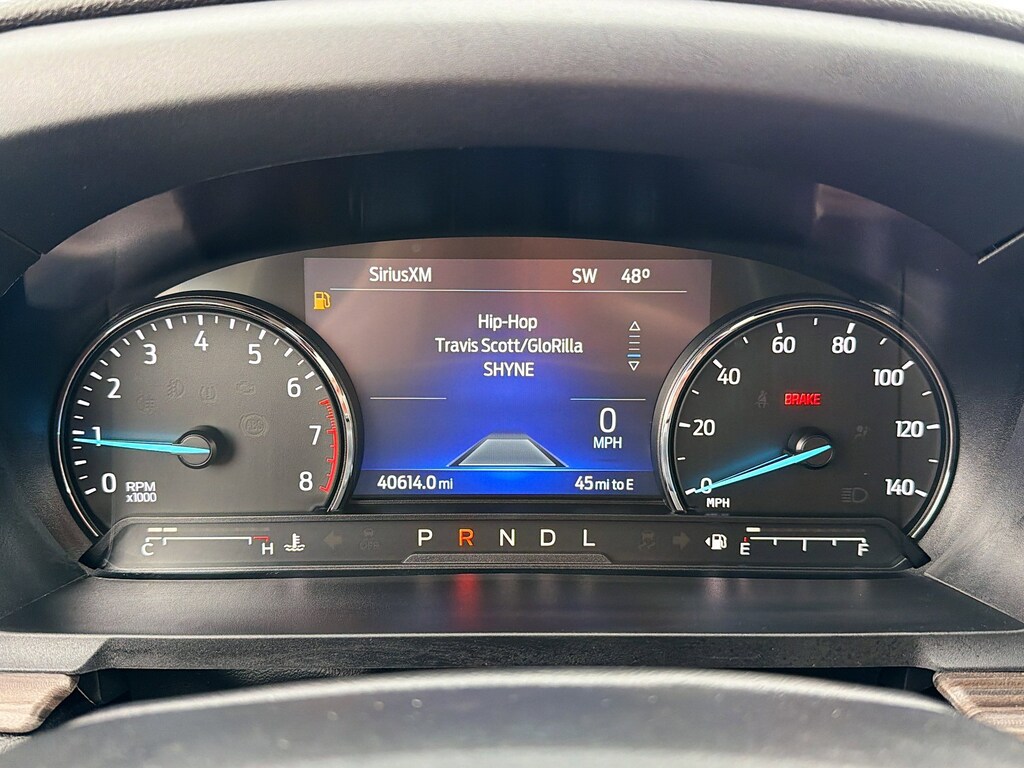 SiriusXM SW 48°
Hip-Hop
Travis Scott/GloRilla
SHYNE
0
MPH
40614.0 mi 45 mi to E
0 1 2 3 4 5 6 7 8
RPM
x1000
0 20 40 60 80 100 120 140
BRAKE
MPH
C H P R N D L E F